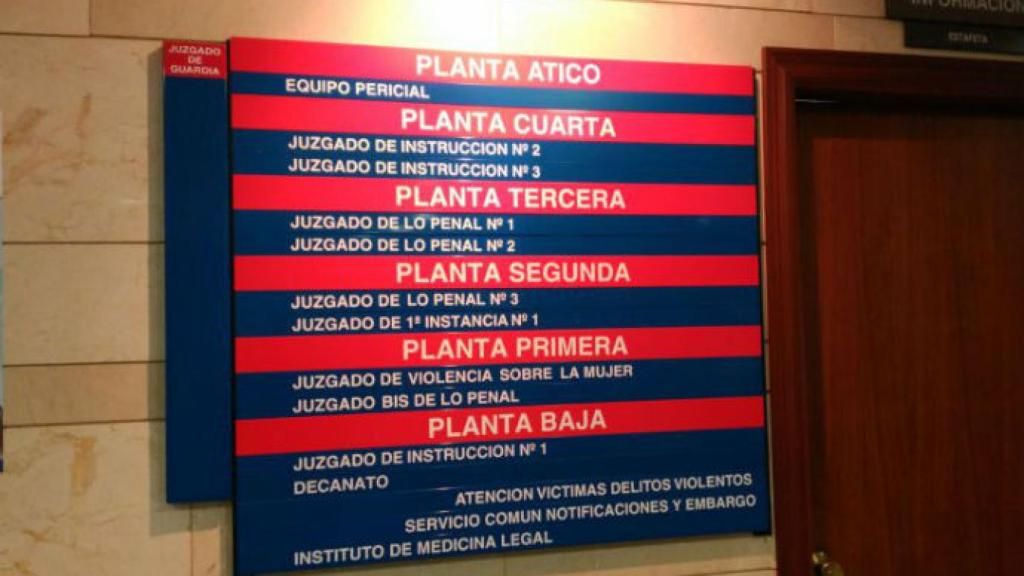 JUZGADO
DE
GUARDIA
PLANTA ATICO
EQUIPO PERICIAL
PLANTA CUARTA
JUZGADO DE INSTRUCCION Nº 2
JUZGADO DE INSTRUCCION Nº 3
PLANTA TERCERA
JUZGADO DE LO PENAL Nº 1
JUZGADO DE LO PENAL Nº 2
PLANTA SEGUNDA
JUZGADO DE LO PENAL Nº 3
JUZGADO DE 1ª INSTANCIA Nº 1
PLANTA PRIMERA
JUZGADO DE VIOLENCIA SOBRE LA MUJER
JUZGADO BIS DE LO PENAL
PLANTA BAJA
JUZGADO DE INSTRUCCION Nº 1
DECANATO
ATENCION VICTIMAS DELITOS VIOLENTOS
SERVICIO COMUN NOTIFICACIONES Y EMBARGO
INSTITUTO DE MEDICINA LEGAL
INFORMACION
ESTAFETA